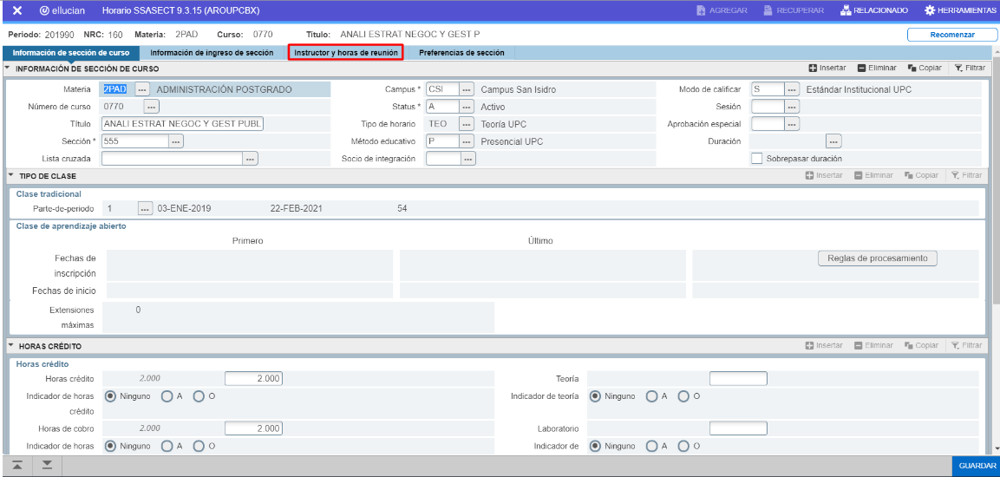 ellucian Horario SSASECT 9.3.15 (AROUPCBX) AGREGAR RECUPERAR RELACIONADO HERRAMIENTAS
Periodo: 201990 NRC: 160 Materia: 2PAD Curso: 0770 Titulo: ANALI ESTRAT NEGOC Y GEST P Recomenzar
Información de sección de curso Información de ingreso de sección Instructor y horas de reunión Preferencias de sección
INFORMACIÓN DE SECCIÓN DE CURSO Insertar Eliminar Copiar Filtrar
Materia 2PAD ... ADMINISTRACIÓN POSTGRADO Campus * CSI ... Campus San Isidro Modo de calificar S ... Estándar Institucional UPC
Número de curso 0770 ... Status * A ... Activo Sesión ...
Título ANALI ESTRAT NEGOC Y GEST PUBL Tipo de horario TEO ... Teoría UPC Aprobación especial ...
Sección * 555 ... Método educativo P ... Presencial UPC Duración ...
Lista cruzada ... Socio de integración ... Sobrepasar duración
TIPO DE CLASE Insertar Eliminar Copiar Filtrar
Clase tradicional
Parte-de-periodo 1 ... 03-ENE-2019 22-FEB-2021 54
Clase de aprendizaje abierto
Primero Último
Fechas de Reglas de procesamiento
inscripción
Fechas de inicio
Extensiones 0
máximas
HORAS CRÉDITO Insertar Eliminar Copiar Filtrar
Horas crédito
Horas crédito 2.000 2.000 Teoría
Indicador de horas Ninguno A O Indicador de teoría Ninguno A O
crédito
Horas de cobro 2.000 2.000 Laboratorio
Indicador de horas Ninguno A O Indicador de Ninguno A O
GUARDAR